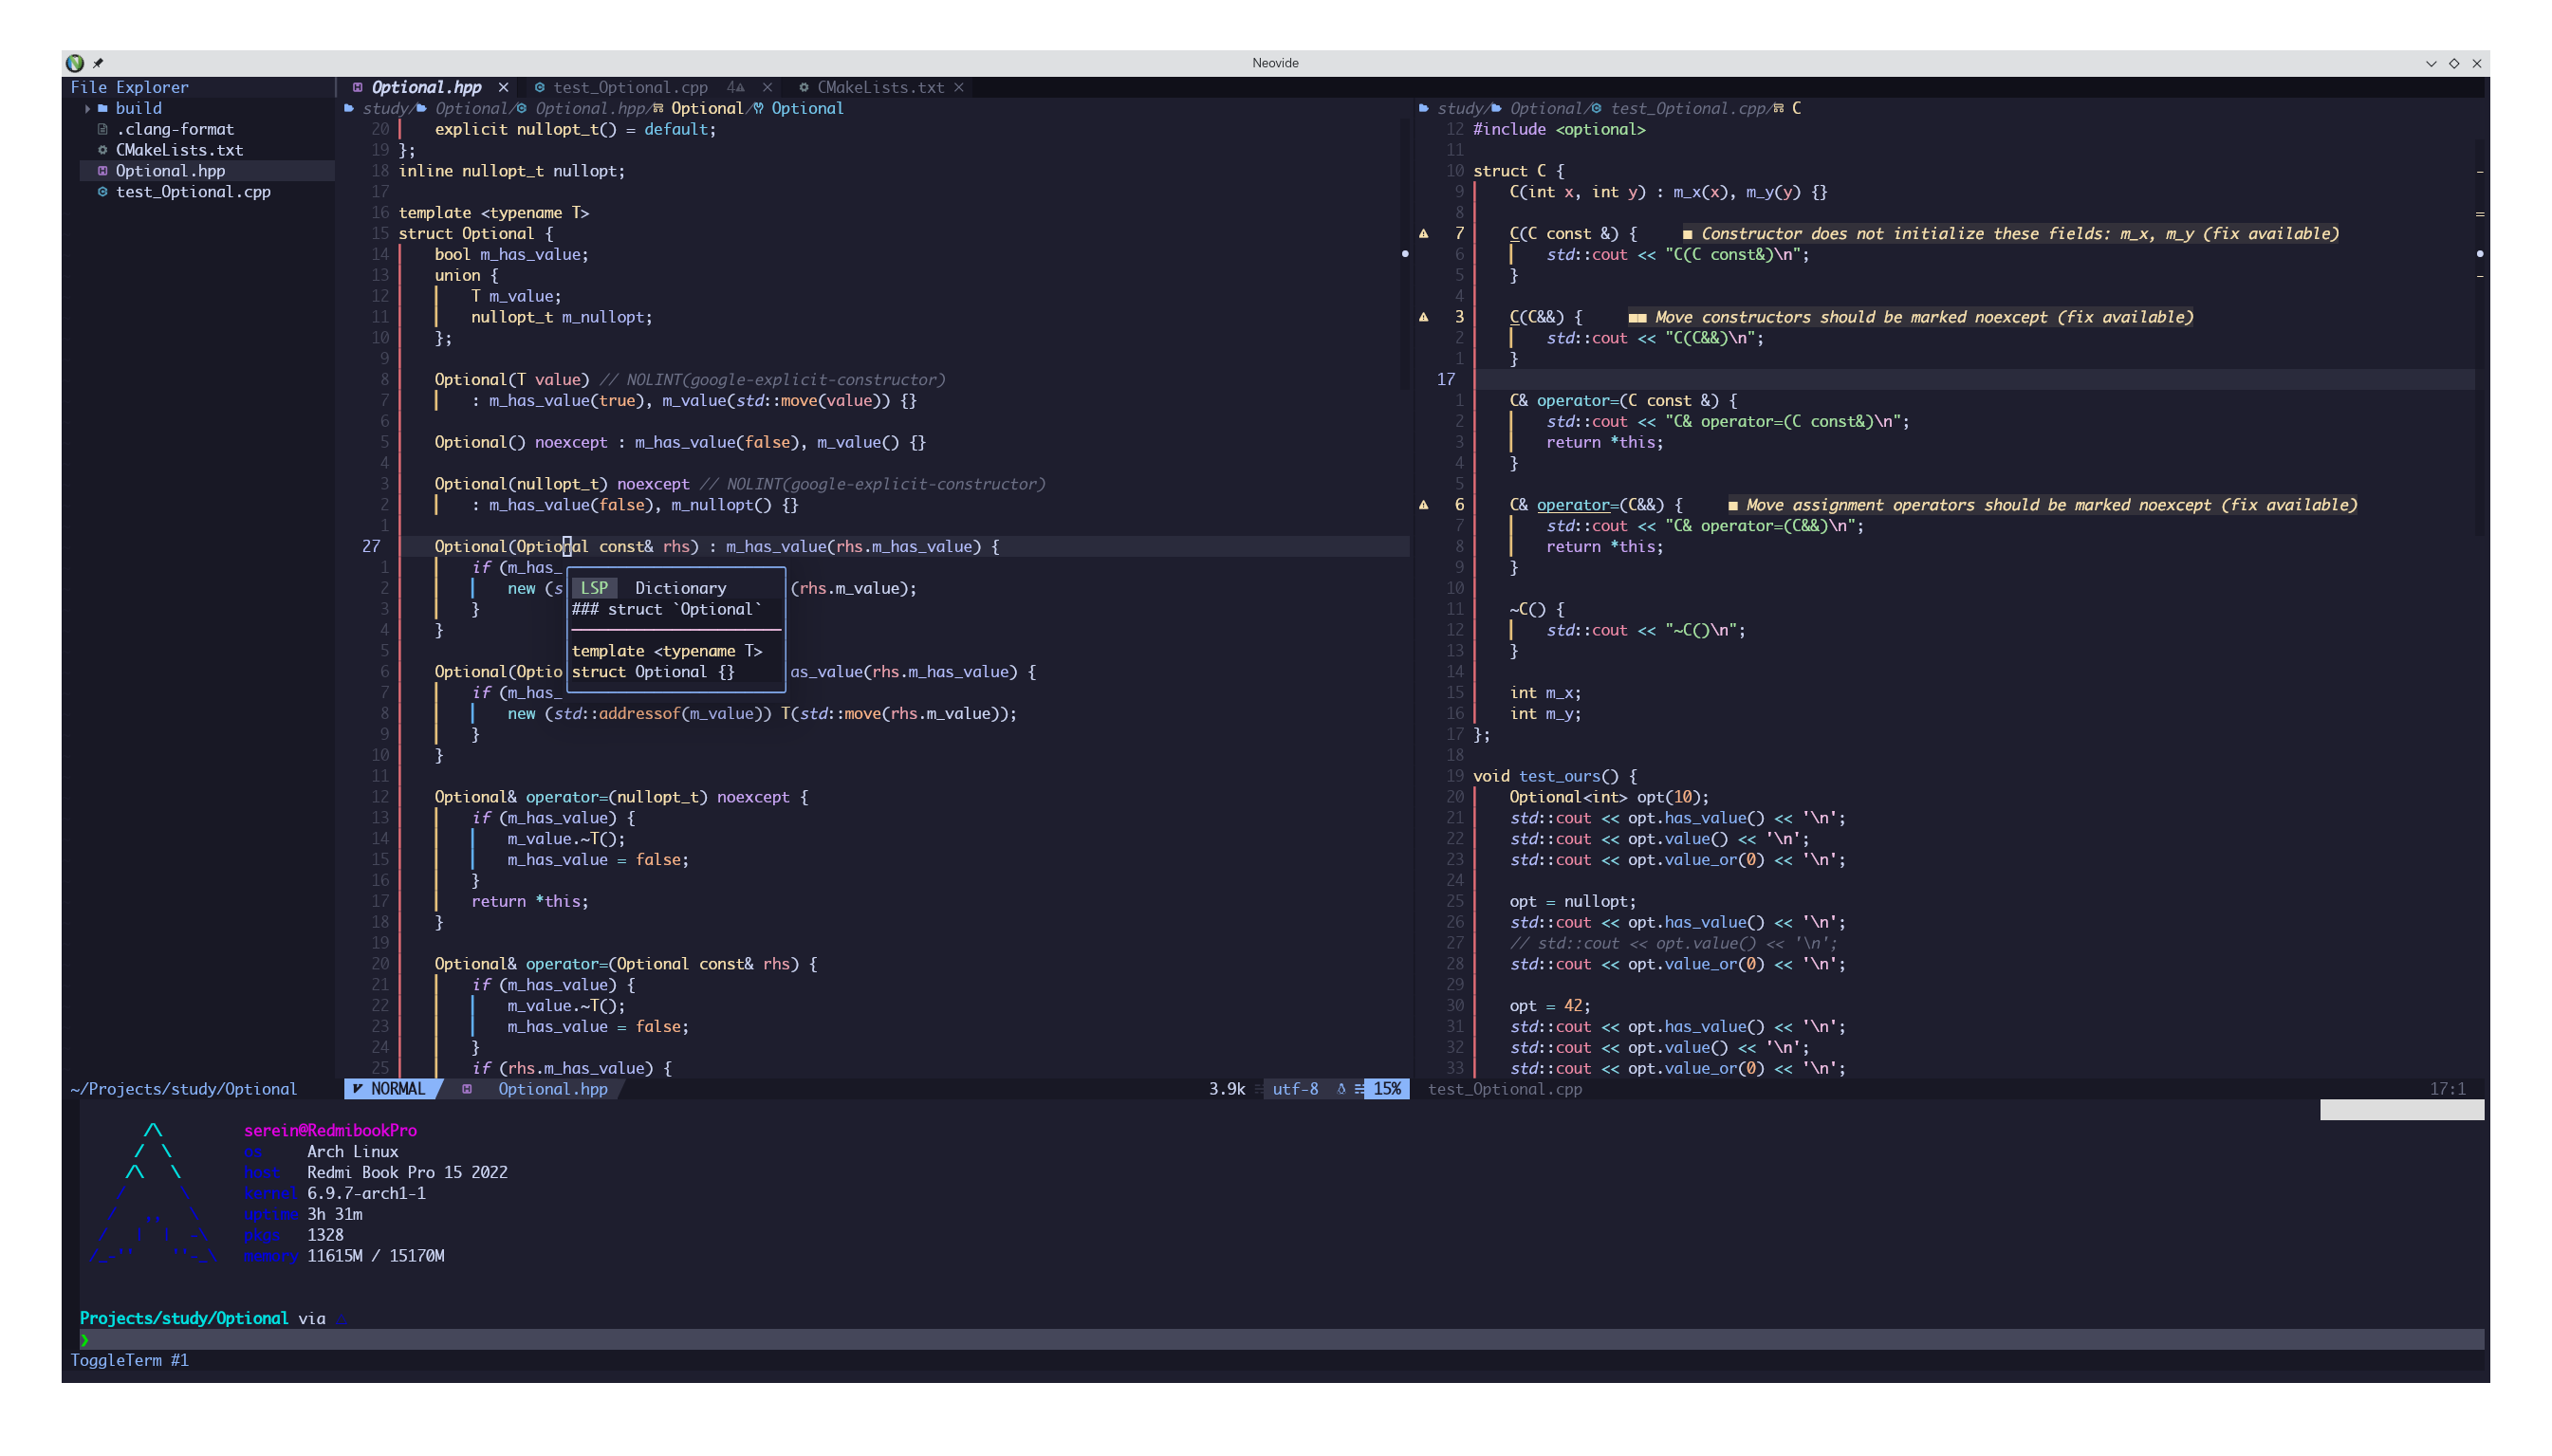 Neovide
File Explorer
build
.clang-format
CMakeLists.txt
Optional.hpp
test_Optional.cpp
~/Projects/study/Optional
Optional.hpp × test_Optional.cpp 4 × CMakeLists.txt ×
study/ Optional/ Optional.hpp/ Optional/ Optional
20 explicit nullopt_t() = default;
19 };
18 inline nullopt_t nullopt;
17
16 template <typename T>
15 struct Optional {
14 bool m_has_value;
13 union {
12 T m_value;
11 nullopt_t m_nullopt;
10 };
9
8 Optional(T value) // NOLINT(google-explicit-constructor)
7 : m_has_value(true), m_value(std::move(value)) {}
6
5 Optional() noexcept : m_has_value(false), m_value() {}
4
3 Optional(nullopt_t) noexcept // NOLINT(google-explicit-constructor)
2 : m_has_value(false), m_nullopt() {}
1
27 Optional(Optional const& rhs) : m_has_value(rhs.m_has_value) {
1 if (m_has_
2 new (s (rhs.m_value);
3 }
4 }
5
6 Optional(Optio as_value(rhs.m_has_value) {
7 if (m_has_
8 new (std::addressof(m_value)) T(std::move(rhs.m_value));
9 }
10 }
11
12 Optional& operator=(nullopt_t) noexcept {
13 if (m_has_value) {
14 m_value.~T();
15 m_has_value = false;
16 }
17 return *this;
18 }
19
20 Optional& operator=(Optional const& rhs) {
21 if (m_has_value) {
22 m_value.~T();
23 m_has_value = false;
24 }
25 if (rhs.m_has_value) {
LSP Dictionary
### struct `Optional`
template <typename T>
struct Optional {}
NORMAL Optional.hpp 3.9k utf-8 15%
study/ Optional/ test_Optional.cpp/ C
12 #include <optional>
11
10 struct C {
9 C(int x, int y) : m_x(x), m_y(y) {}
8
7 C(C const &) { ■ Constructor does not initialize these fields: m_x, m_y (fix available)
6 std::cout << "C(C const&)\n";
5 }
4
3 C(C&&) { ■■ Move constructors should be marked noexcept (fix available)
2 std::cout << "C(C&&)\n";
1 }
17
1 C& operator=(C const &) {
2 std::cout << "C& operator=(C const&)\n";
3 return *this;
4 }
5
6 C& operator=(C&&) { ■ Move assignment operators should be marked noexcept (fix available)
7 std::cout << "C& operator=(C&&)\n";
8 return *this;
9 }
10
11 ~C() {
12 std::cout << "~C()\n";
13 }
14
15 int m_x;
16 int m_y;
17 };
18
19 void test_ours() {
20 Optional<int> opt(10);
21 std::cout << opt.has_value() << '\n';
22 std::cout << opt.value() << '\n';
23 std::cout << opt.value_or(0) << '\n';
24
25 opt = nullopt;
26 std::cout << opt.has_value() << '\n';
27 // std::cout << opt.value() << '\n';
28 std::cout << opt.value_or(0) << '\n';
29
30 opt = 42;
31 std::cout << opt.has_value() << '\n';
32 std::cout << opt.value() << '\n';
33 std::cout << opt.value_or(0) << '\n';
test_Optional.cpp 17:1
serein@RedmibookPro
os Arch Linux
host Redmi Book Pro 15 2022
kernel 6.9.7-arch1-1
uptime 3h 31m
pkgs 1328
memory 11615M / 15170M
Projects/study/Optional via
❯
ToggleTerm #1